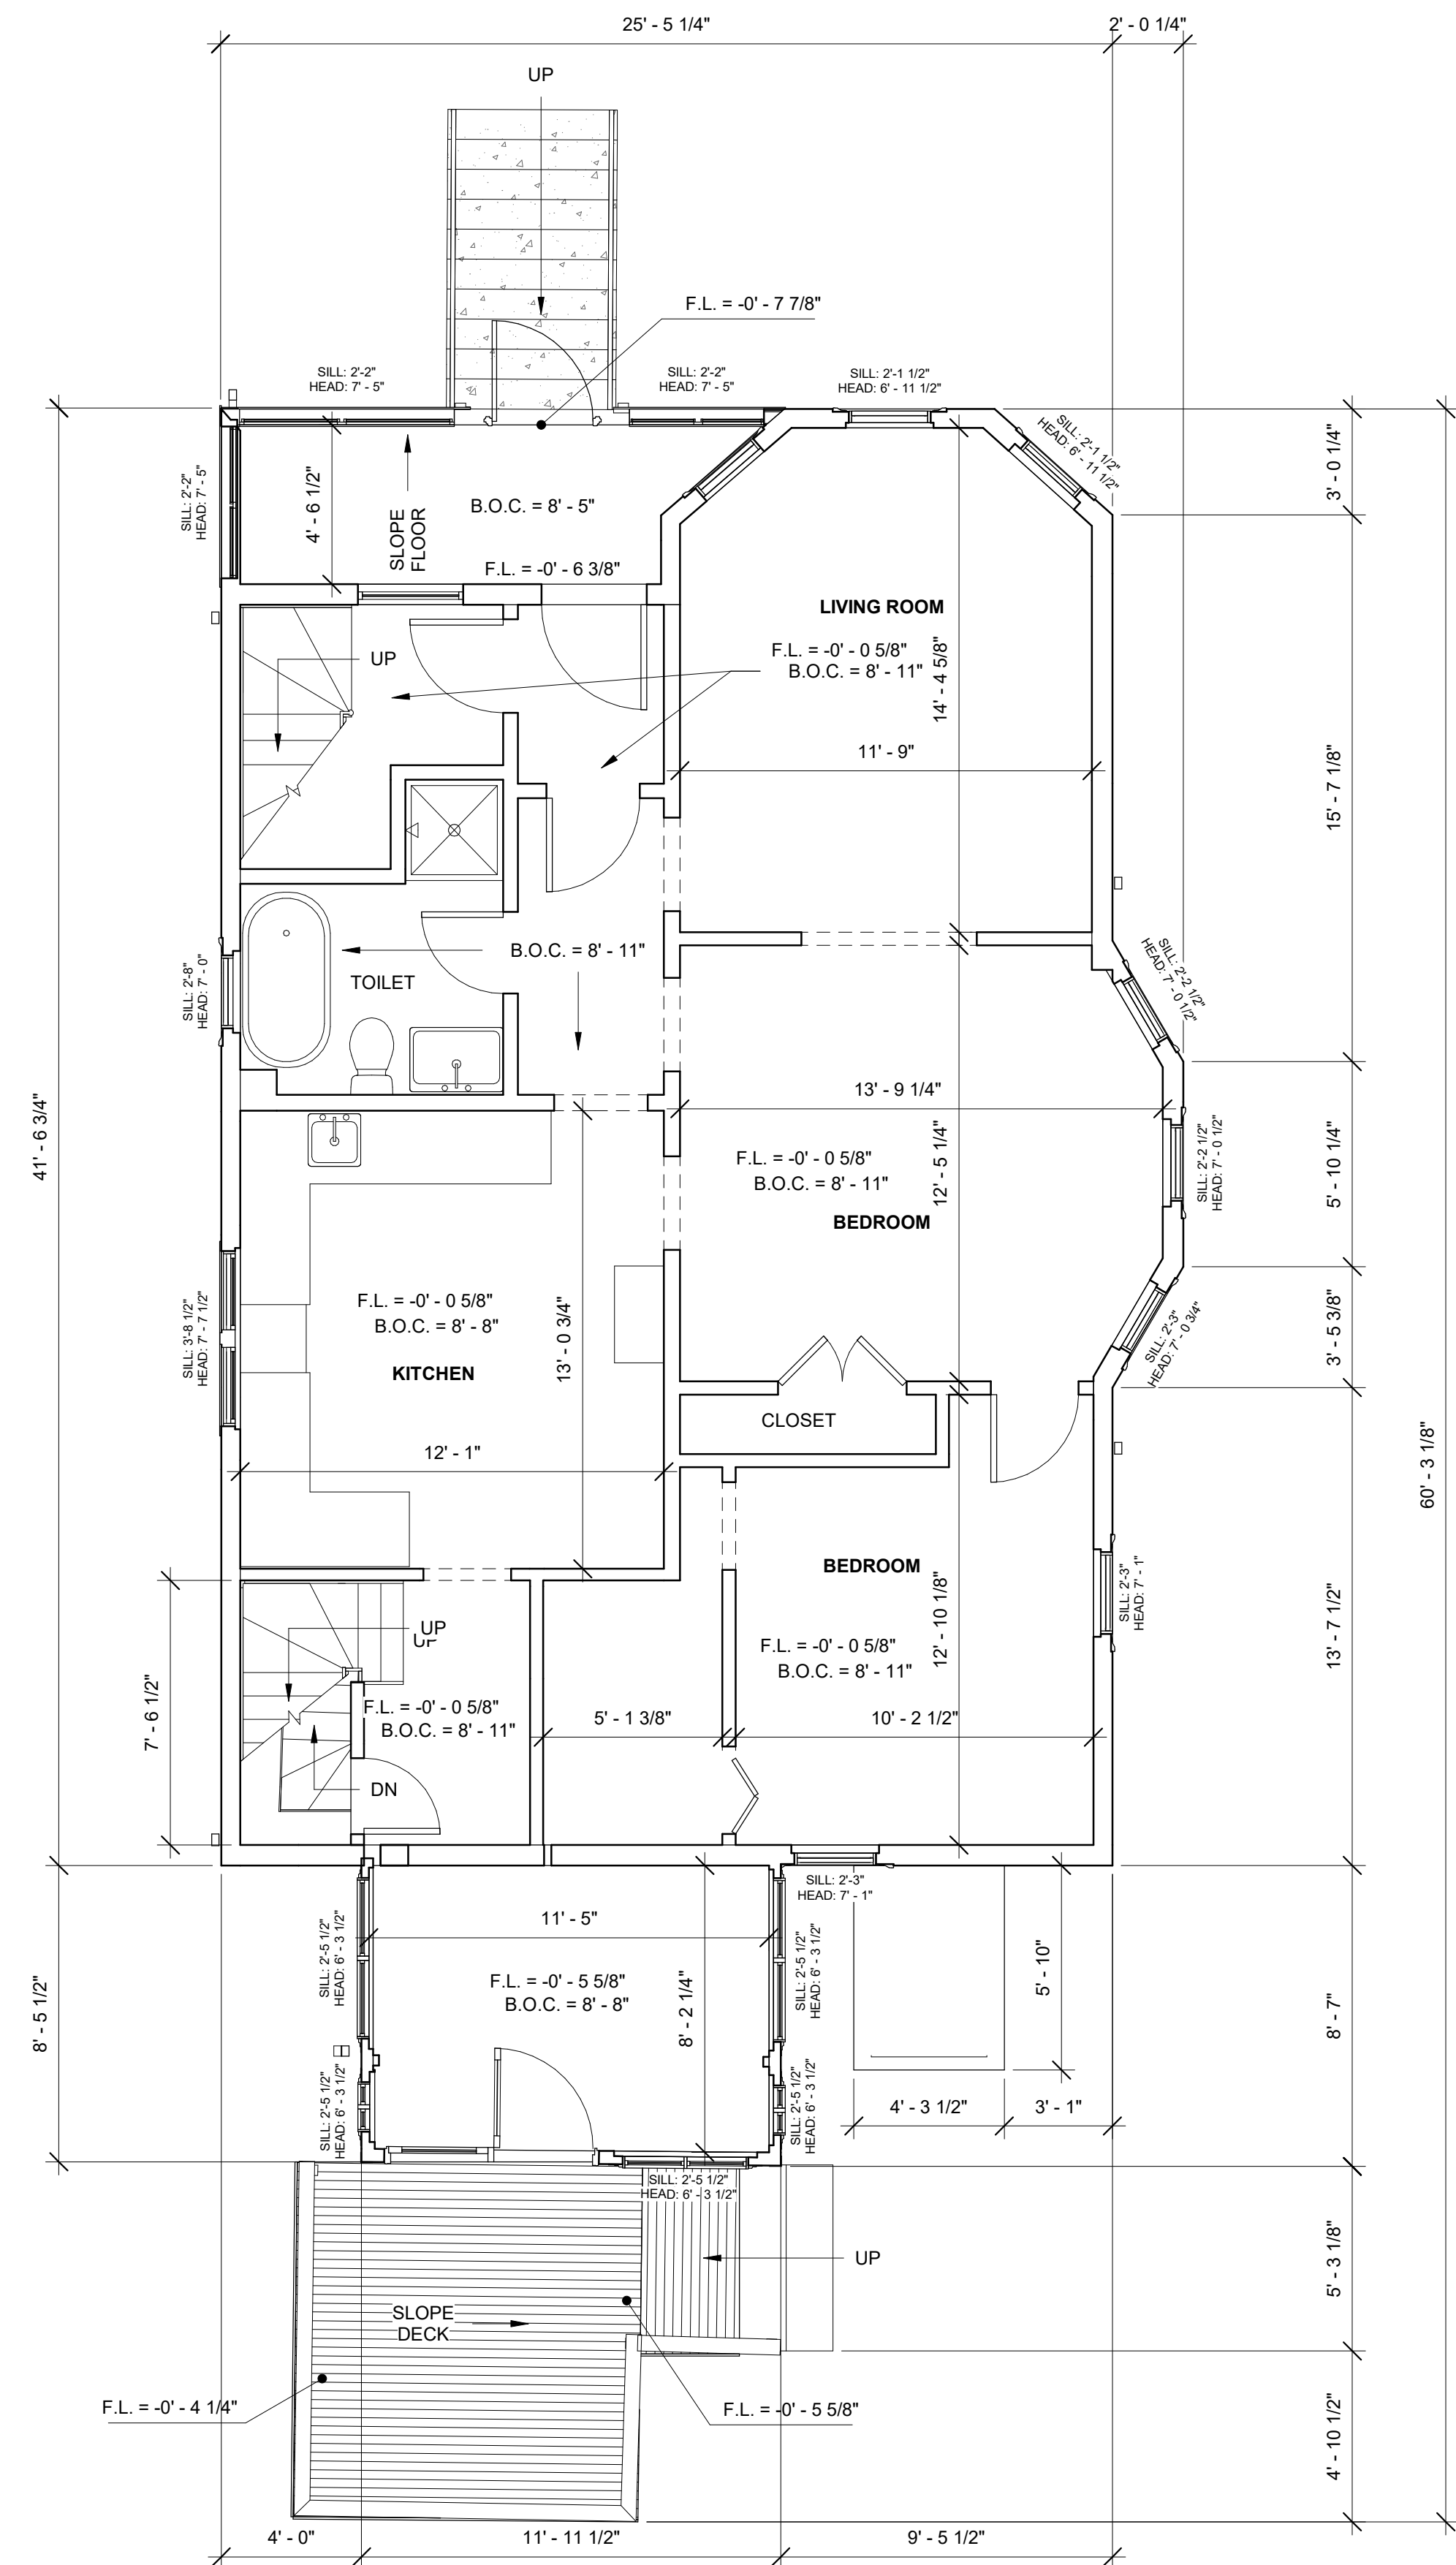 25' - 5 1/4"
2' - 0 1/4"
UP
F.L. = -0' - 7 7/8"
SILL: 2'-2"
HEAD: 7' - 5"
SILL: 2'-2"
HEAD: 7' - 5"
SILL: 2'-1 1/2"
HEAD: 6' - 11 1/2"
SILL: 2'-1 1/2"
HEAD: 6' - 11 1/2"
3' - 0 1/4"
SILL: 2'-2"
HEAD: 7' - 5"
4' - 6 1/2"
SLOPE
FLOOR
B.O.C. = 8' - 5"
F.L. = -0' - 6 3/8"
LIVING ROOM
UP
F.L. = -0' - 0 5/8"
B.O.C. = 8' - 11"
14' - 4 5/8"
11' - 9"
15' - 7 1/8"
B.O.C. = 8' - 11"
TOILET
SILL: 2'-8"
HEAD: 7' - 0"
SILL: 2'-2 1/2"
HEAD: 7' - 0 1/2"
41' - 6 3/4"
13' - 9 1/4"
12' - 5 1/4"
F.L. = -0' - 0 5/8"
B.O.C. = 8' - 11"
BEDROOM
SILL: 2'-2 1/2"
HEAD: 7' - 0 1/2"
5' - 10 1/4"
SILL: 3'-8 1/2"
HEAD: 7' - 7 1/2"
F.L. = -0' - 0 5/8"
B.O.C. = 8' - 8"
KITCHEN
13' - 0 3/4"
SILL: 2'-3"
HEAD: 7' - 0 3/4"
3' - 5 3/8"
CLOSET
12' - 1"
60' - 3 1/8"
BEDROOM
12' - 10 1/8"
SILL: 2'-3"
HEAD: 7' - 1"
13' - 7 1/2"
UP
UP
F.L. = -0' - 0 5/8"
B.O.C. = 8' - 11"
7' - 6 1/2"
F.L. = -0' - 0 5/8"
B.O.C. = 8' - 11"
5' - 1 3/8"
10' - 2 1/2"
DN
SILL: 2'-3"
HEAD: 7' - 1"
11' - 5"
SILL: 2'-5 1/2"
HEAD: 6' - 3 1/2"
F.L. = -0' - 5 5/8"
B.O.C. = 8' - 8"
8' - 2 1/4"
SILL: 2'-5 1/2"
HEAD: 6' - 3 1/2"
5' - 10"
8' - 5 1/2"
8' - 7"
SILL: 2'-5 1/2"
HEAD: 6' - 3 1/2"
SILL: 2'-5 1/2"
HEAD: 6' - 3 1/2"
4' - 3 1/2"
3' - 1"
SILL: 2'-5 1/2"
HEAD: 6' - 3 1/2"
UP
5' - 3 1/8"
SLOPE
DECK
F.L. = -0' - 4 1/4"
F.L. = -0' - 5 5/8"
4' - 10 1/2"
4' - 0"
11' - 11 1/2"
9' - 5 1/2"